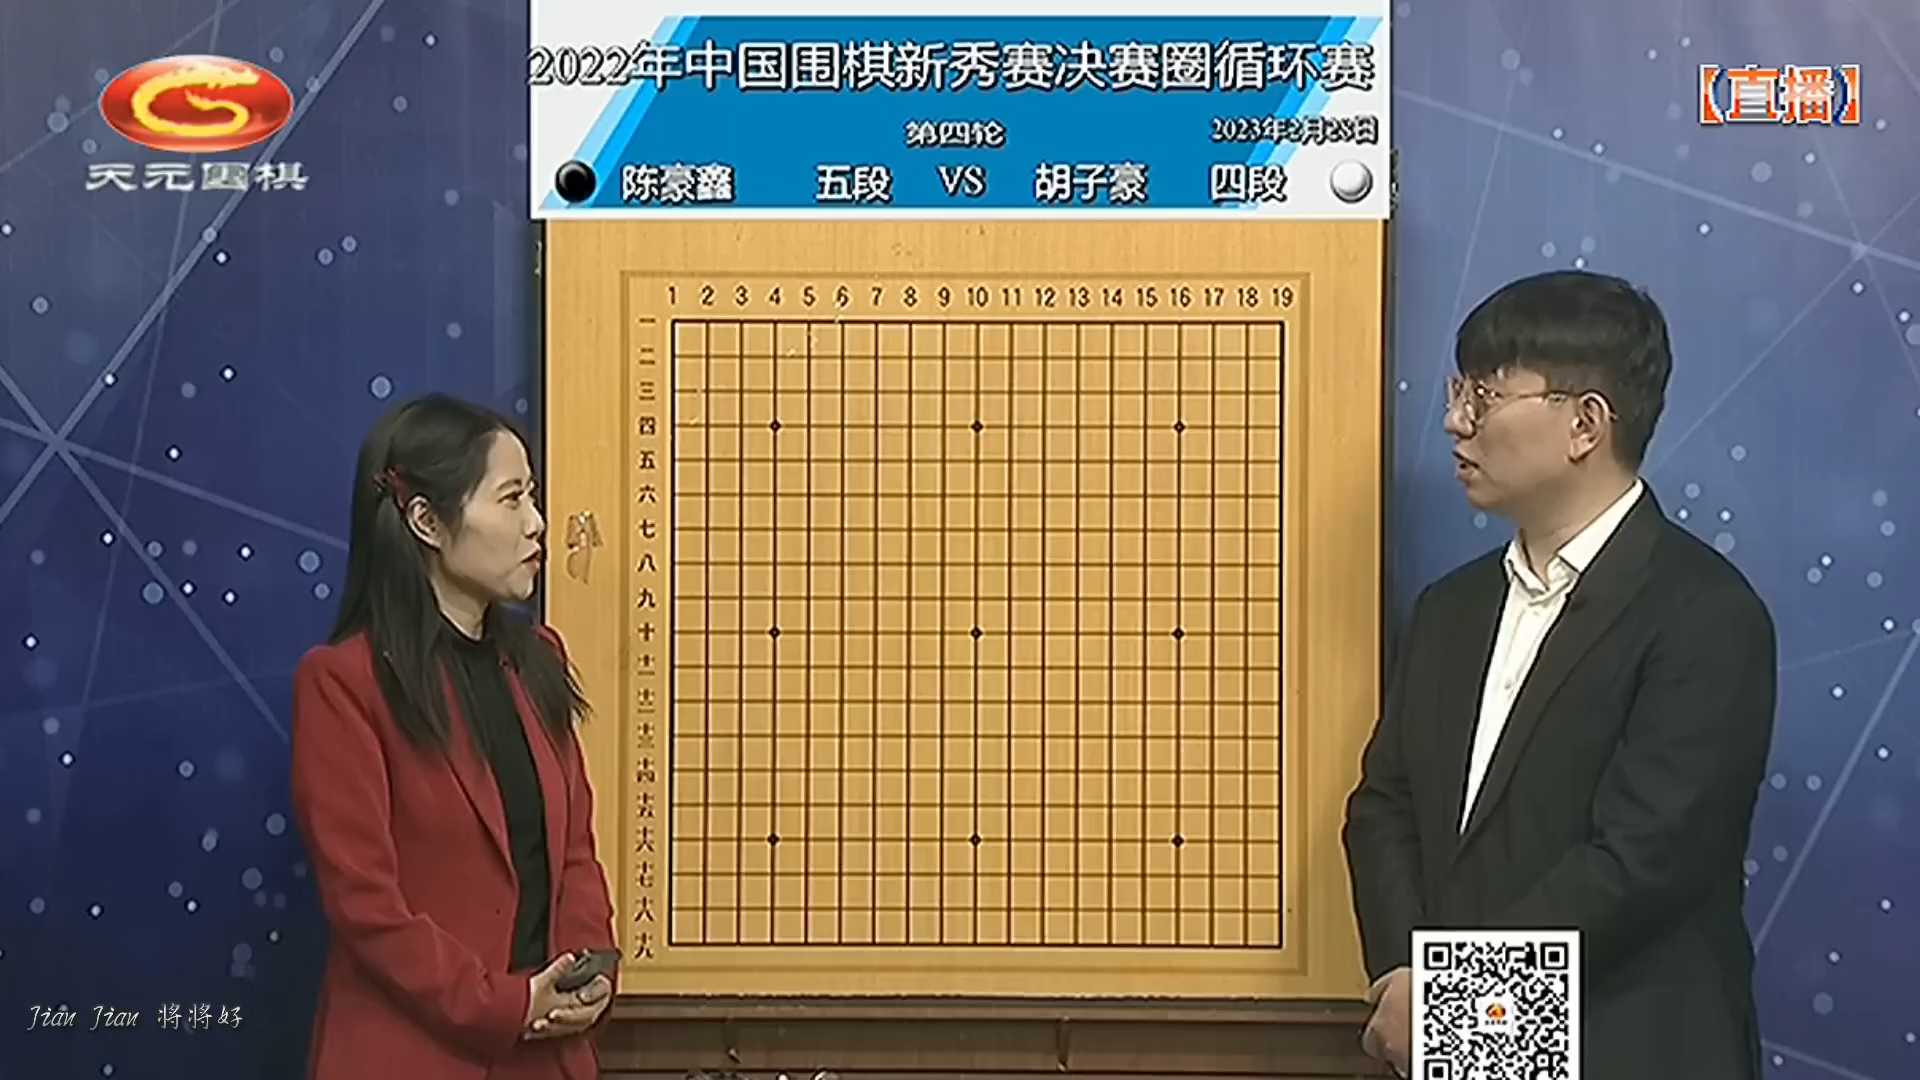 2022年中国围棋新秀赛决赛圈循环赛
第四轮 2023年2月28日
陈豪鑫 五段 VS 胡子豪 四段
天元围棋
【直播】
1 2 3 4 5 6 7 8 9 10 11 12 13 14 15 16 17 18 19
一
二
三
四
五
六
七
八
九
十
十一
十二
十三
十四
十五
十六
十七
十八
十九
Jian Jian 将将好